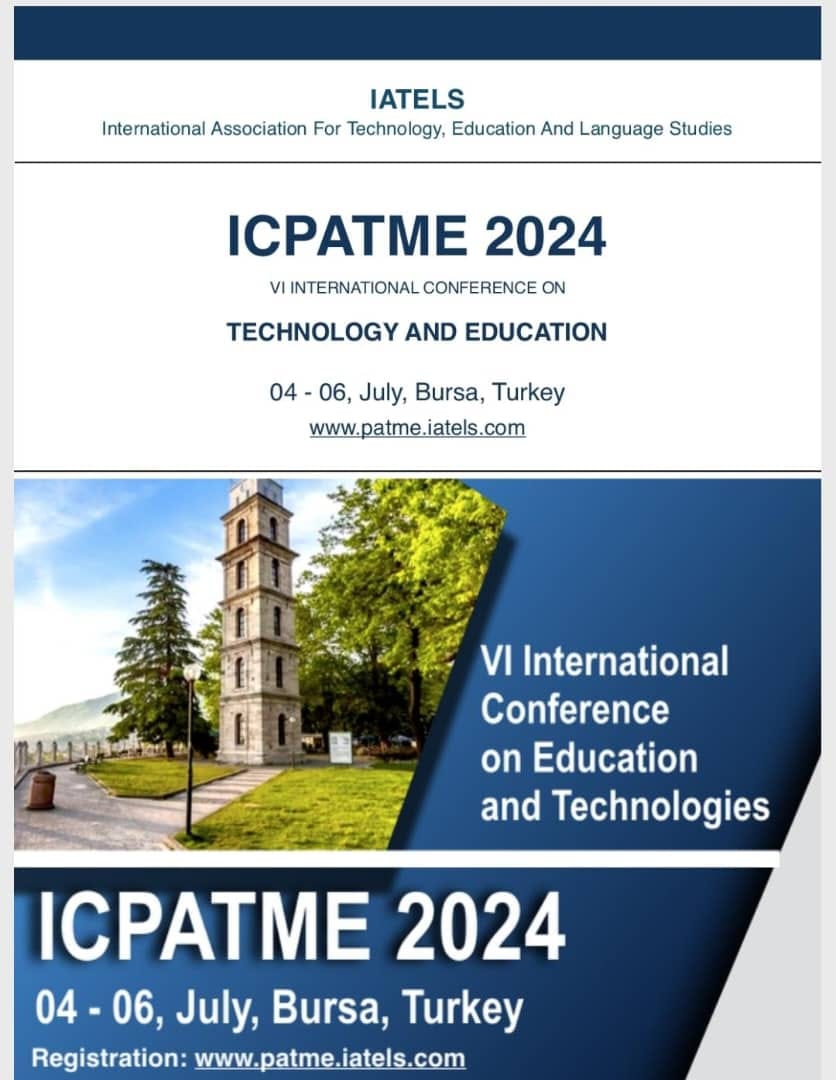 IATELS
International Association For Technology, Education And Language Studies
ICPATME 2024
VI INTERNATIONAL CONFERENCE ON
TECHNOLOGY AND EDUCATION
04 - 06, July, Bursa, Turkey
www.patme.iatels.com
VI International
Conference
on Education
and Technologies
ICPATME 2024
04 - 06, July, Bursa, Turkey
Registration: www.patme.iatels.com